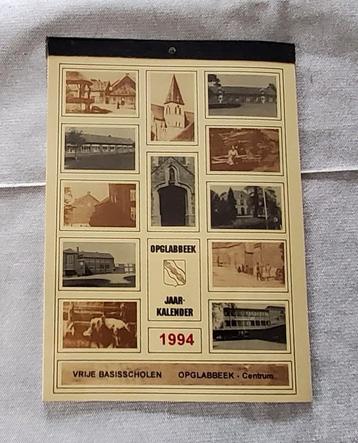 OPGLABBEEK
JAAR-
KALENDER
1994
VRIJE BASISSCHOLEN OPGLABBEEK - Centrum